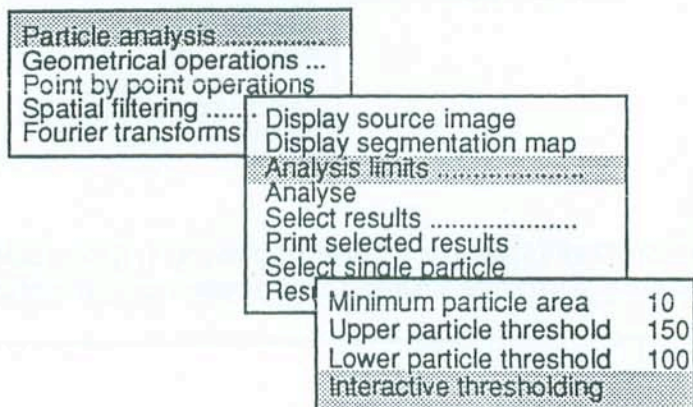 Particle analysis ..............
Geometrical operations ...
Point by point operations
Spatial filtering .......
Fourier transforms
Display source image
Display segmentation map
Analysis limits .....................
Analyse
Select results .....................
Print selected results
Select single particle
Minimum particle area 10
Upper particle threshold 150
Lower particle threshold 100
Interactive thresholding